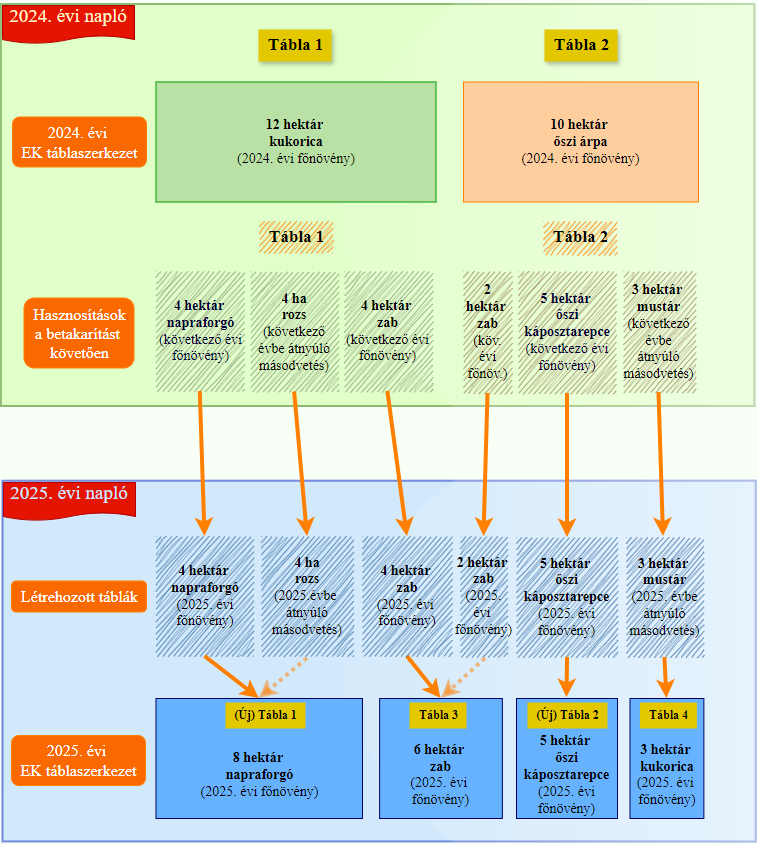 2024. évi napló
Tábla 1
Tábla 2
2024. évi
EK táblaszerkezet
12 hektár
kukorica
(2024. évi főnövény)
10 hektár
őszi árpa
(2024. évi főnövény)
Tábla 1
Tábla 2
Hasznosítások
a betakarítást
követően
4 hektár
napraforgó
(következő évi
főnövény)
4 ha
rozs
(következő
évbe átnyúló
másodvetés)
4 hektár
zab
(következő évi
főnövény)
2
hektár
zab
(köv.
évi
főnöv.)
5 hektár
őszi
káposztarepce
(következő évi
főnövény)
3 hektár
mustár
(következő
évbe
átnyúló
másodvetés)
2025. évi napló
Létrehozott táblák
4 hektár
napraforgó
(2025. évi
főnövény)
4 ha
rozs
(2025.évbe
átnyúló
másodvetés)
4 hektár
zab
(2025. évi
főnövény)
2 hektár
zab
(2025.
évi
főnövény)
5 hektár
őszi
káposztarepce
(2025. évi
főnövény)
3 hektár
mustár
(2025. évbe
átnyúló
másodvetés)
2025. évi
EK táblaszerkezet
(Új) Tábla 1
8 hektár
napraforgó
(2025. évi főnövény)
Tábla 3
6 hektár
zab
(2025. évi
főnövény)
(Új) Tábla 2
5 hektár
őszi
káposztarepce
(2025. évi
főnövény)
Tábla 4
3 hektár
kukorica
(2025. évi
főnövény)